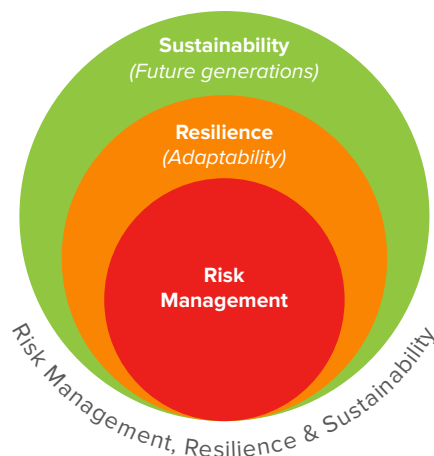 Sustainability
(Future generations)
Resilience
(Adaptability)
Risk
Management
Risk Management, Resilience & Sustainability